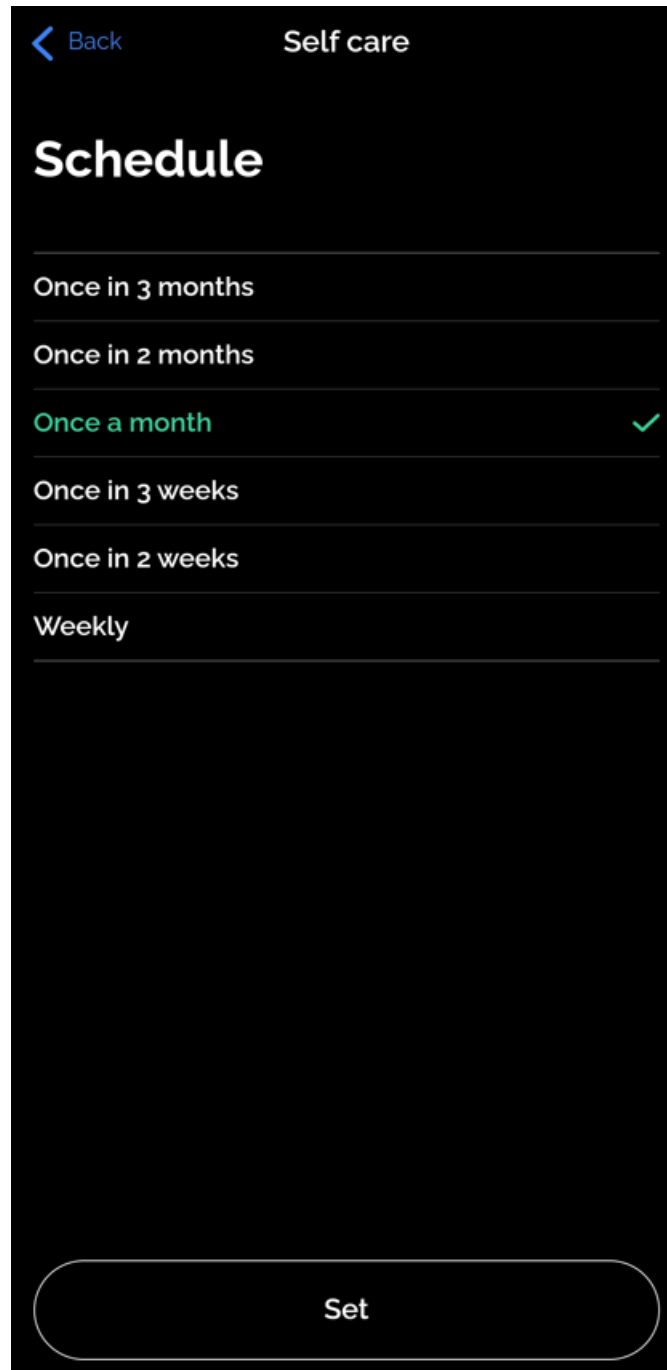 Back
Self care
Schedule
Once in 3 months
Once in 2 months
Once a month
Once in 3 weeks
Once in 2 weeks
Weekly
Set